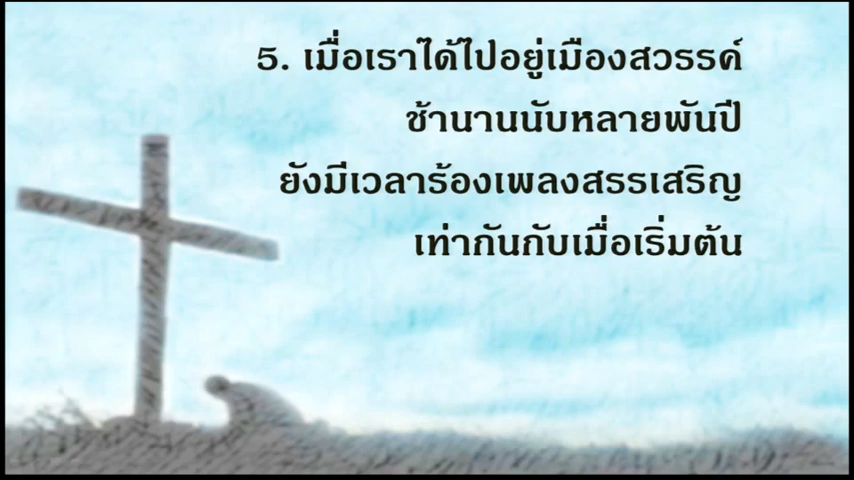 5. เมื่อเราได้ไปอยู่เมืองสวรรค์
ช้านานนับหลายพันปี
ยังมีเวลาร้องเพลงสรรเสริญ
เท่ากันกับเมื่อเริ่มต้น